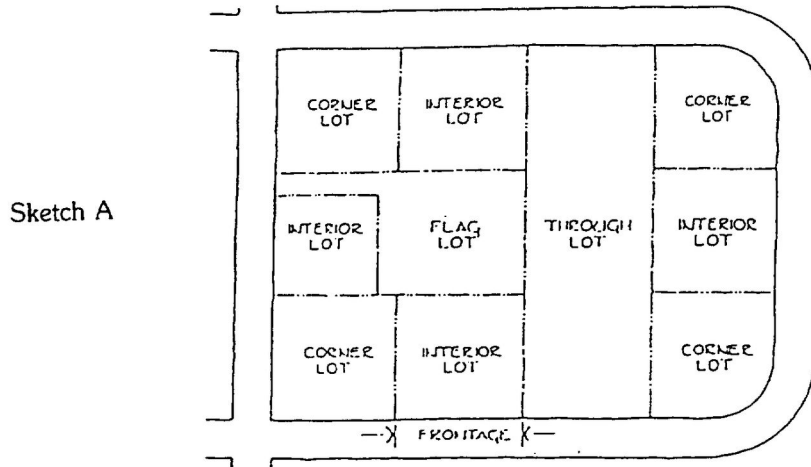 CORNER
LOT
INTERIOR
LOT
CORNER
LOT
Sketch A
INTERIOR
LOT
FLAG
LOT
THROUGH
LOT
INTERIOR
LOT
CORNER
LOT
INTERIOR
LOT
CORNER
LOT
FRONTAGE